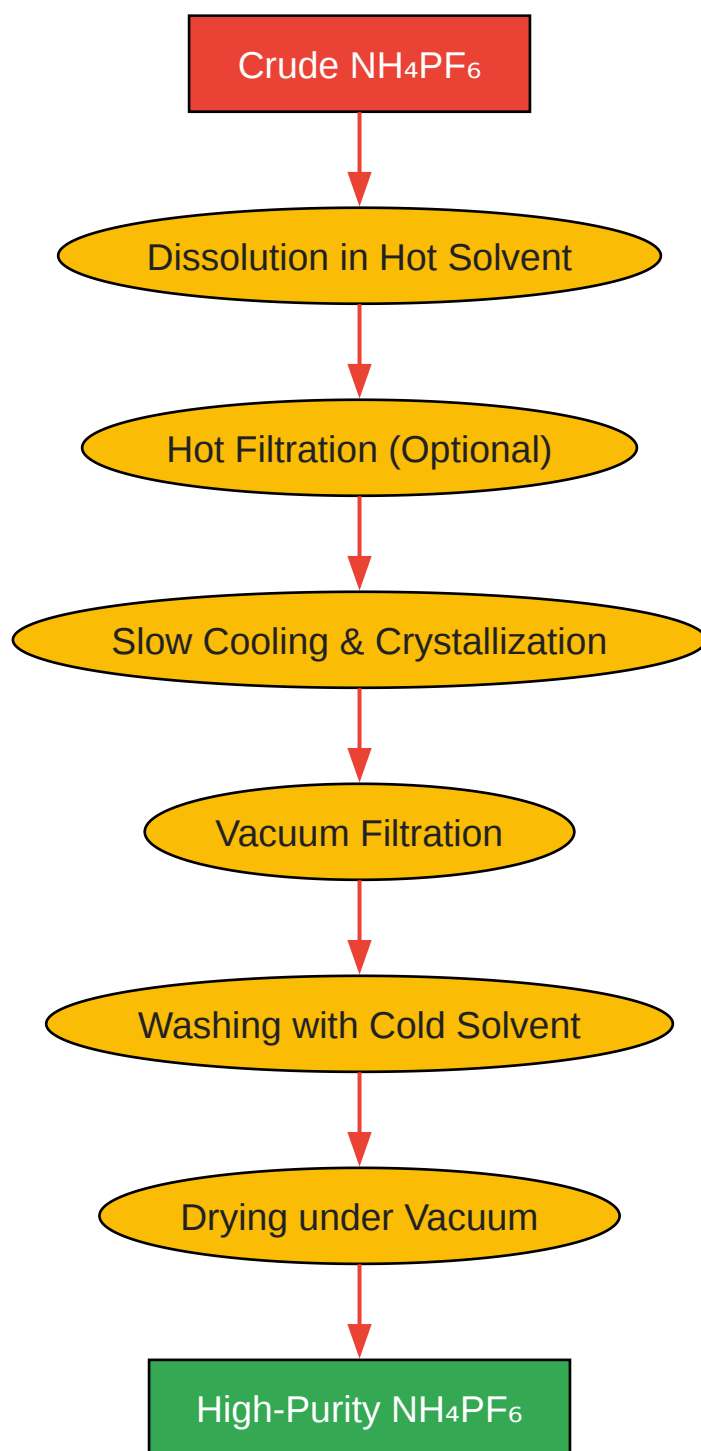 Crude NH₄PF₆
Dissolution in Hot Solvent
Hot Filtration (Optional)
Slow Cooling & Crystallization
Vacuum Filtration
Washing with Cold Solvent
Drying under Vacuum
High-Purity NH₄PF₆